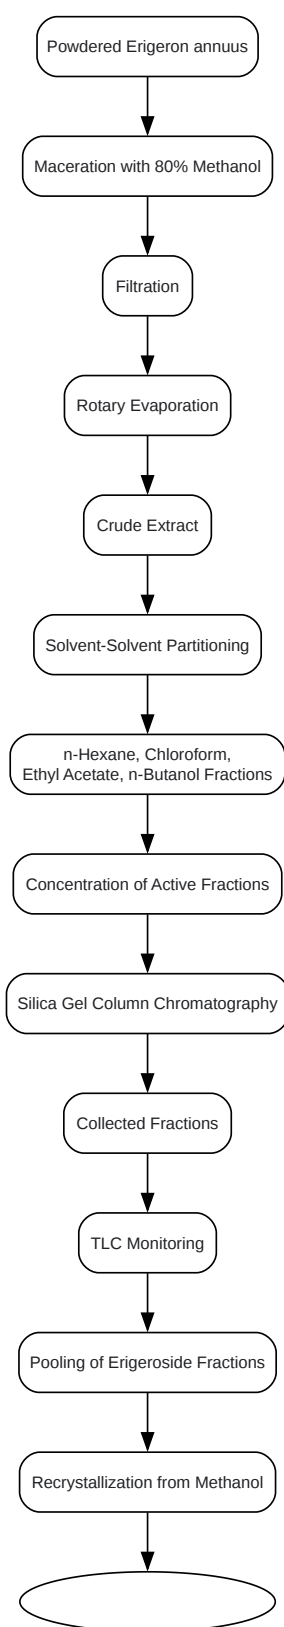 Powdered Erigeron annuus
Maceration with 80% Methanol
Filtration
Rotary Evaporation
Crude Extract
Solvent-Solvent Partitioning
n-Hexane, Chloroform,
Ethyl Acetate, n-Butanol Fractions
Concentration of Active Fractions
Silica Gel Column Chromatography
Collected Fractions
TLC Monitoring
Pooling of Erigeroside Fractions
Recrystallization from Methanol